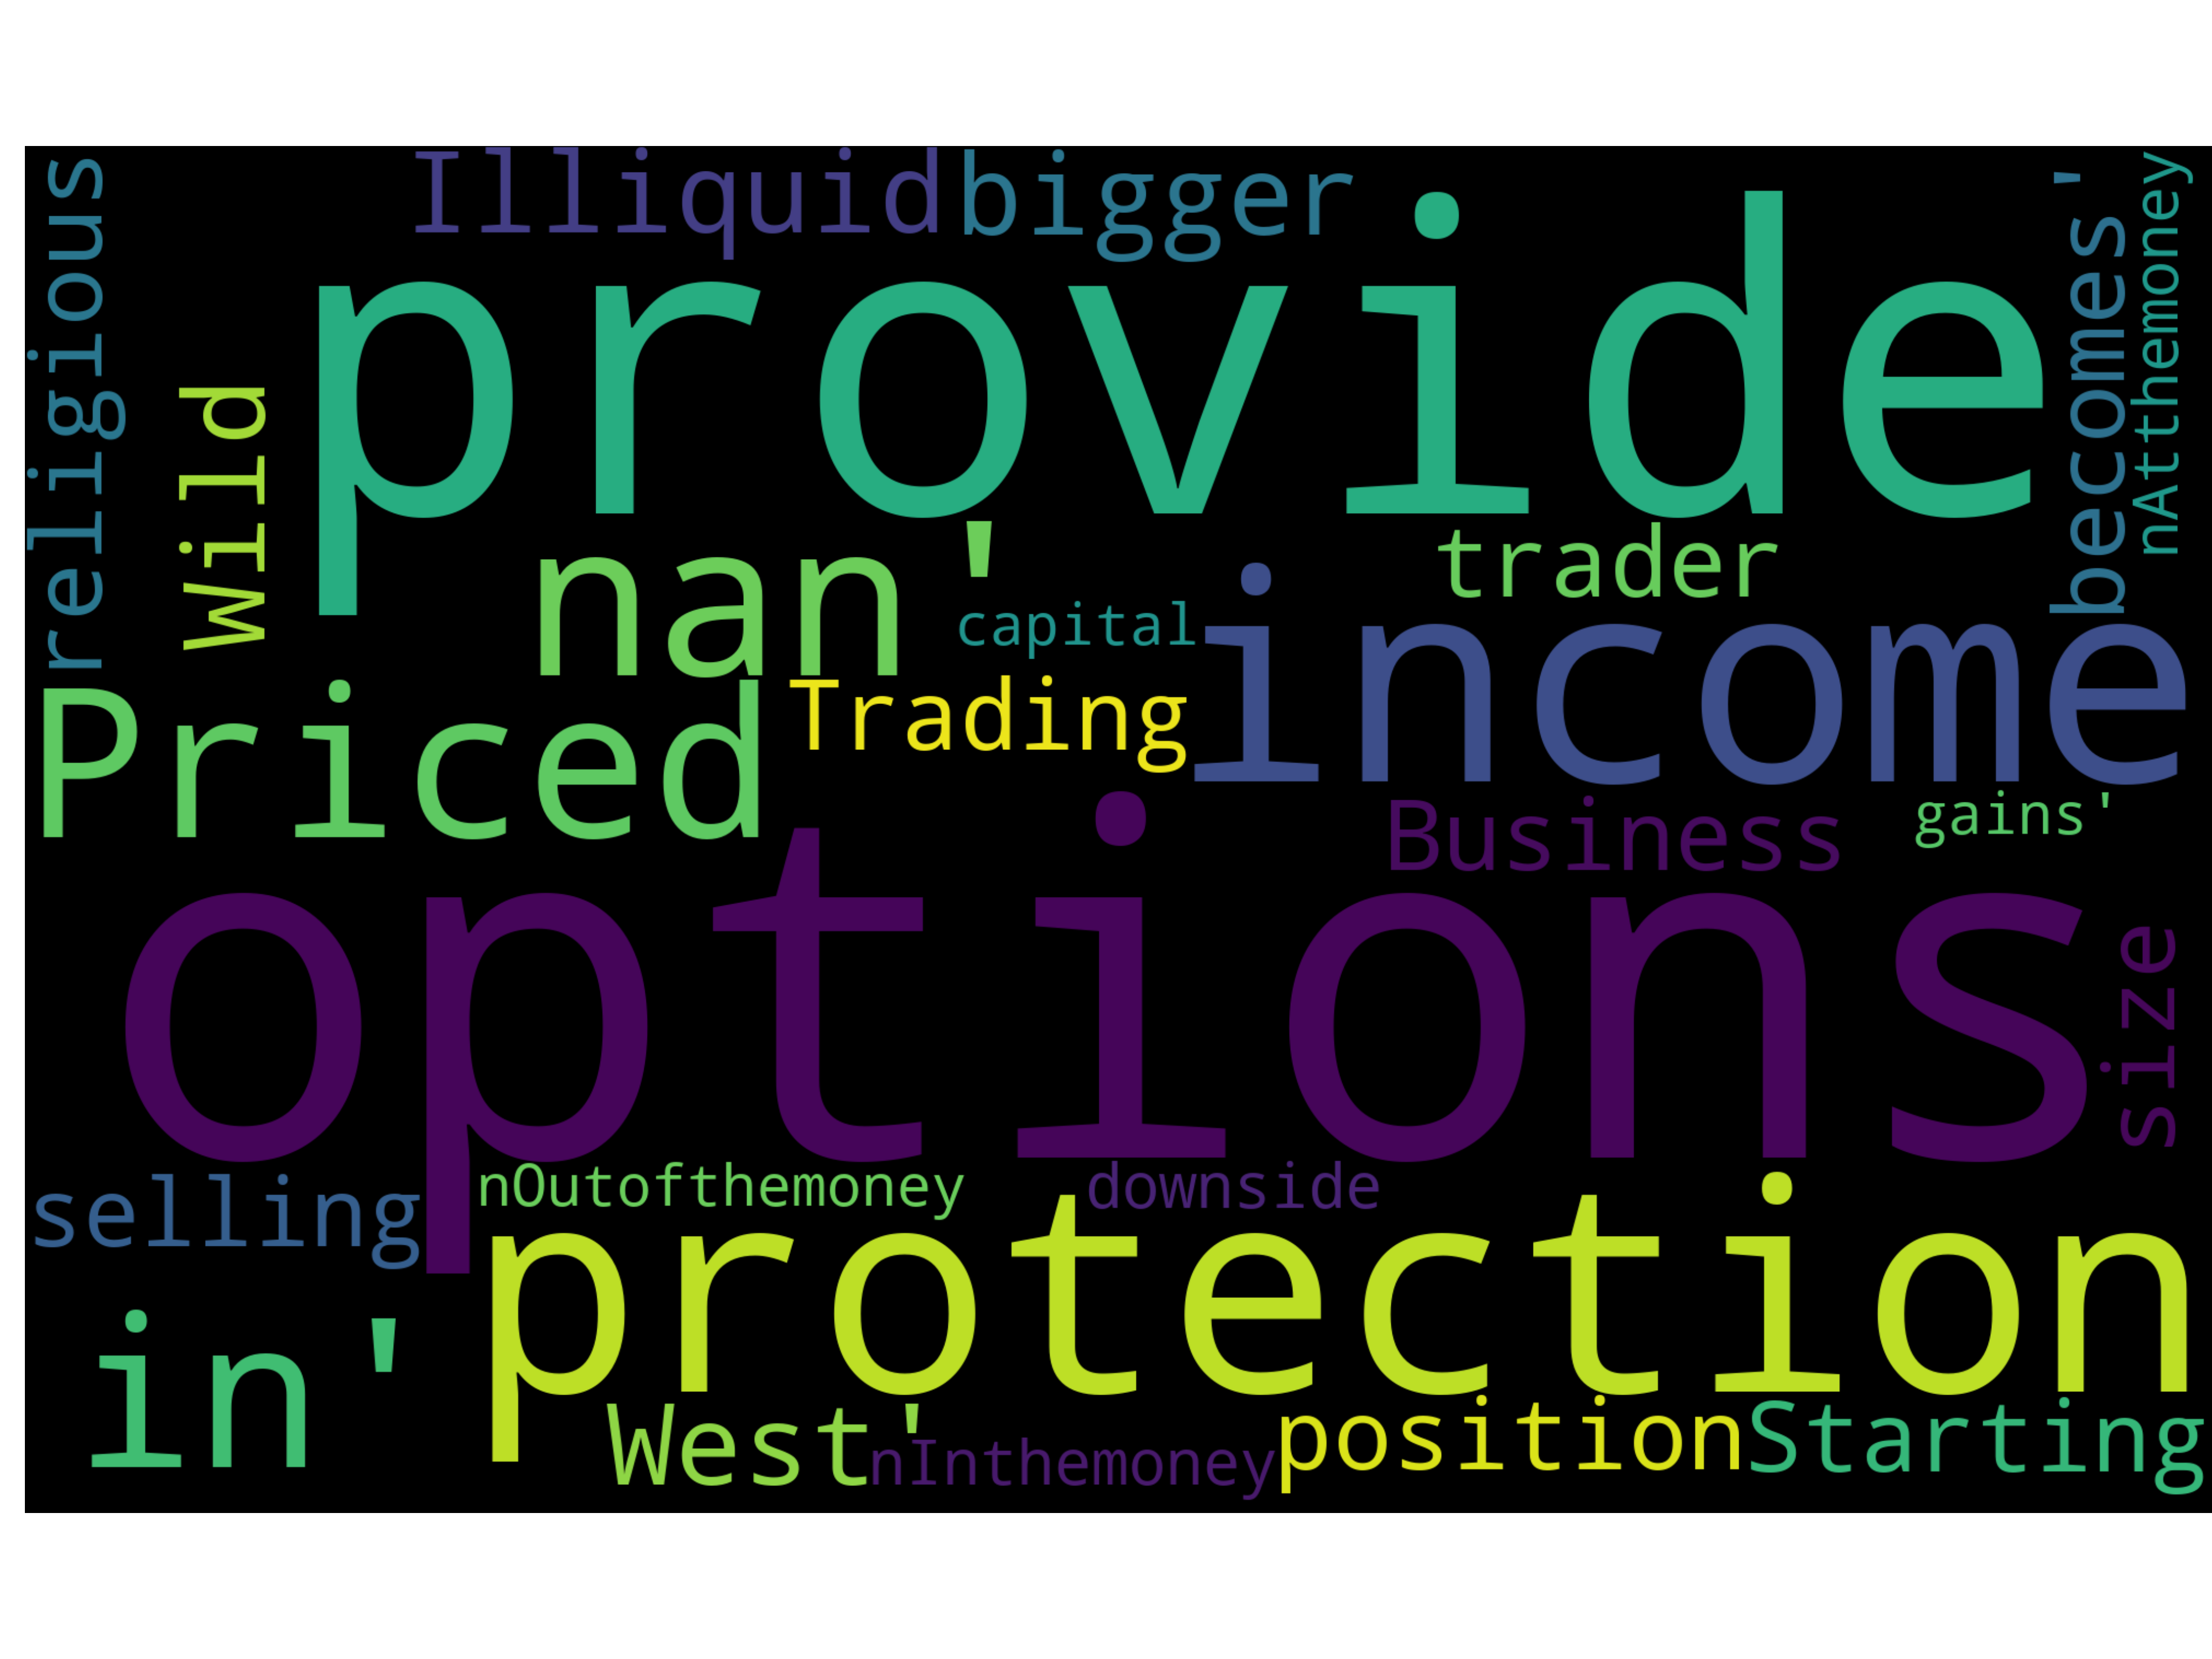 religious
Illiquid
bigger
becomes'
nAtthemoney
Wild
provide
nan'
trader
capital
income
Priced
Trading
Business
gains'
options
size
selling
nOutofthemoney
downside
protection
in'
West'
nInthemoney
position
Starting